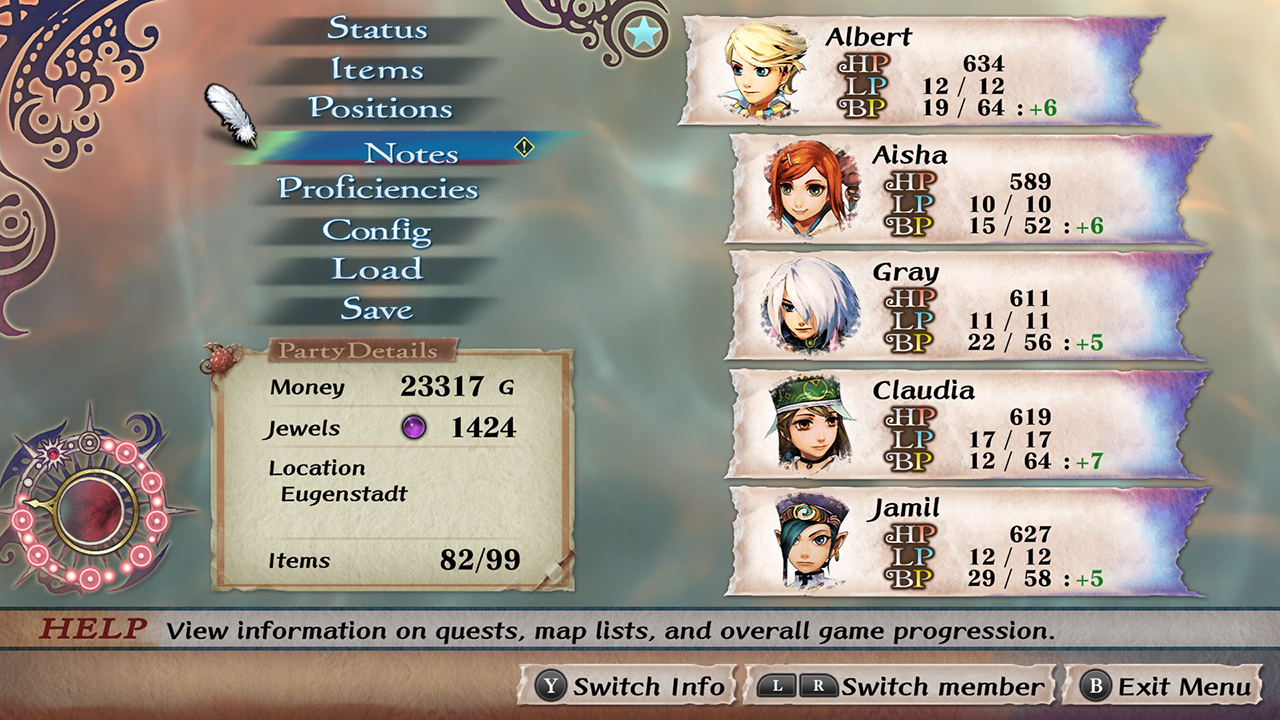 Status
Items
Positions
Notes
Proficiencies
Config
Load
Save
Party Details
Money 23317 G
Jewels 1424
Location
Eugenstadt
Items 82/99
Albert
HP 634
LP 12 / 12
BP 19 / 64 : +6
Aisha
HP 589
LP 10 / 10
BP 15 / 52 : +6
Gray
HP 611
LP 11 / 11
BP 22 / 56 : +5
Claudia
HP 619
LP 17 / 17
BP 12 / 64 : +7
Jamil
HP 627
LP 12 / 12
BP 29 / 58 : +5
HELP View information on quests, map lists, and overall game progression.
Y Switch Info L R Switch member B Exit Menu